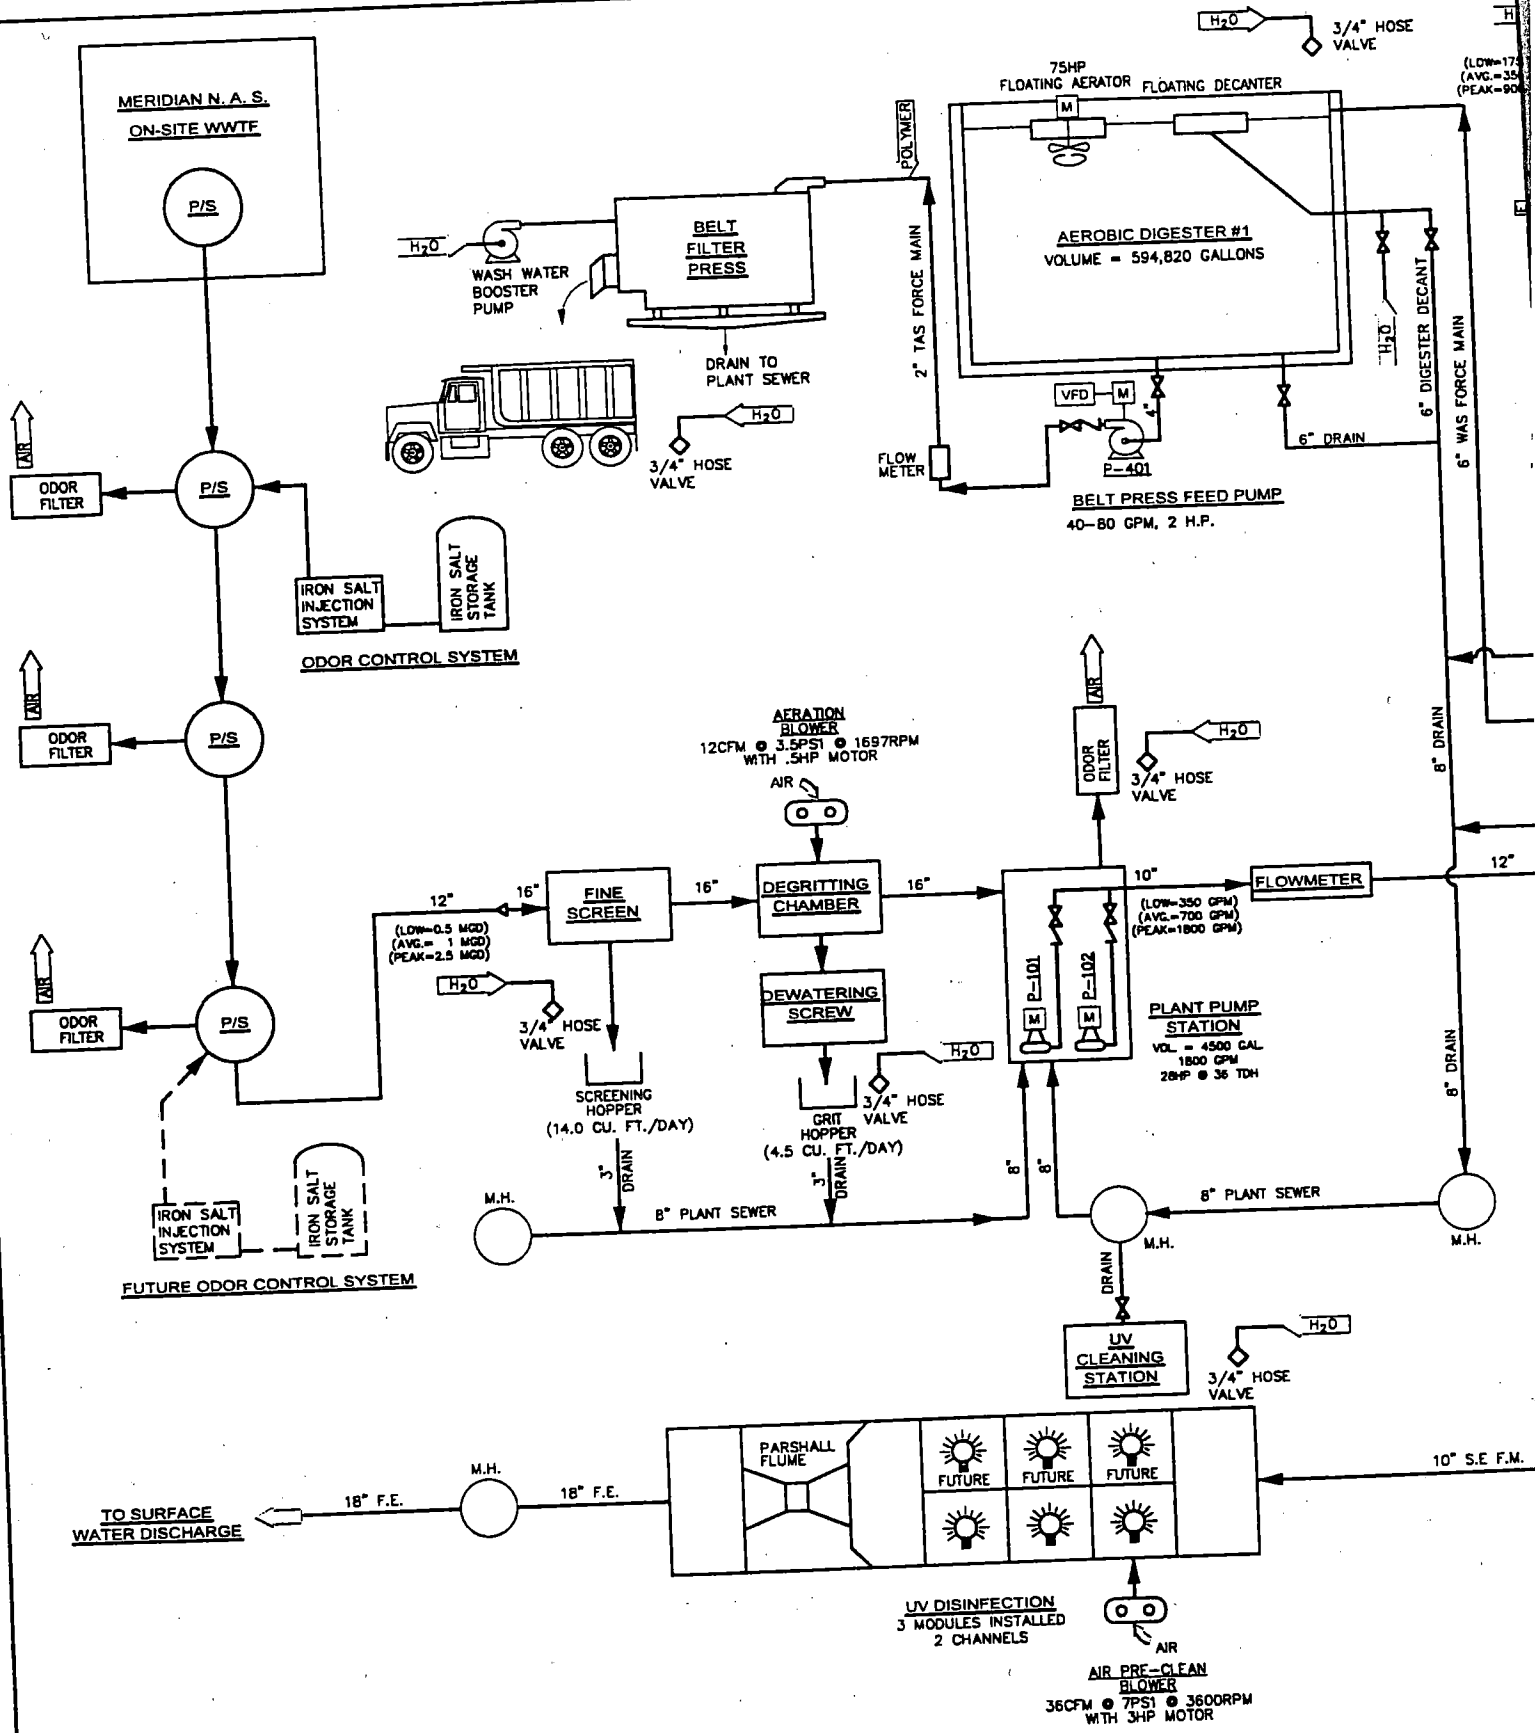 H₂O
3/4" HOSE
VALVE
H
(LOW=175
(AVG.=35
(PEAK=90
MERIDIAN N. A. S.
ON-SITE WWTF
P/S
75HP
FLOATING AERATOR
FLOATING DECANTER
M
POLYMER
H₂O
WASH WATER
BOOSTER
PUMP
BELT
FILTER
PRESS
DRAIN TO
PLANT SEWER
2" TAS FORCE MAIN
AEROBIC DIGESTER #1
VOLUME = 594,820 GALLONS
H₂O
6" DIGESTER DECANT
6" WAS FORCE MAIN
VFD
M
4"
6" DRAIN
P-401
FLOW
METER
BELT PRESS FEED PUMP
40-80 GPM, 2 H.P.
H₂O
3/4" HOSE
VALVE
AIR
ODOR
FILTER
P/S
IRON SALT
INJECTION
SYSTEM
IRON SALT
STORAGE
TANK
ODOR CONTROL SYSTEM
AIR
ODOR
FILTER
P/S
AERATION
BLOWER
12CFM @ 3.5PS1 @ 1697RPM
WITH .5HP MOTOR
AIR
AIR
ODOR
FILTER
H₂O
3/4" HOSE
VALVE
8" DRAIN
12"
(LOW=0.5 MGD)
(AVG.= 1 MGD)
(PEAK=2.5 MGD)
16"
FINE
SCREEN
16"
DEGRITTING
CHAMBER
16"
10"
(LOW=350 GPM)
(AVG.=700 GPM)
(PEAK=1800 GPM)
FLOWMETER
12"
H₂O
3/4" HOSE
VALVE
DEWATERING
SCREW
P-101
M
P-102
M
PLANT PUMP
STATION
VOL = 4500 GAL
1800 GPM
28HP @ 36 TDH
8" DRAIN
AIR
ODOR
FILTER
P/S
SCREENING
HOPPER
(14.0 CU. FT./DAY)
3"
DRAIN
H₂O
3/4" HOSE
VALVE
GRIT
HOPPER
(4.5 CU. FT./DAY)
3"
DRAIN
8"
8"
M.H.
8" PLANT SEWER
8" PLANT SEWER
M.H.
M.H.
IRON SALT
INJECTION
SYSTEM
IRON SALT
STORAGE
TANK
FUTURE ODOR CONTROL SYSTEM
DRAIN
UV
CLEANING
STATION
H₂O
3/4" HOSE
VALVE
PARSHALL
FLUME
FUTURE
FUTURE
FUTURE
10" S.E F.M.
M.H.
18" F.E.
18" F.E.
TO SURFACE
WATER DISCHARGE
UV DISINFECTION
3 MODULES INSTALLED
2 CHANNELS
AIR
AIR PRE-CLEAN
BLOWER
36CFM @ 7PS1 @ 3600RPM
WITH 3HP MOTOR